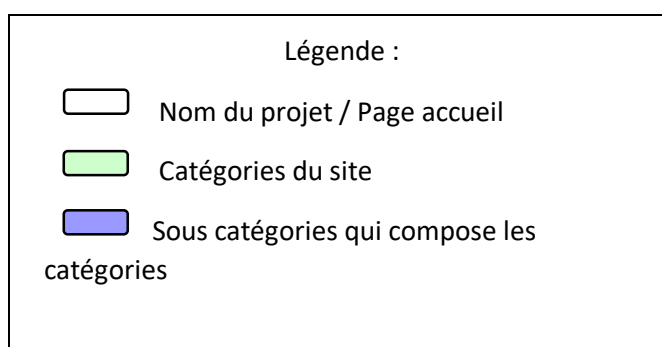 Légende :
Nom du projet / Page accueil
Catégories du site
Sous catégories qui compose les
catégories